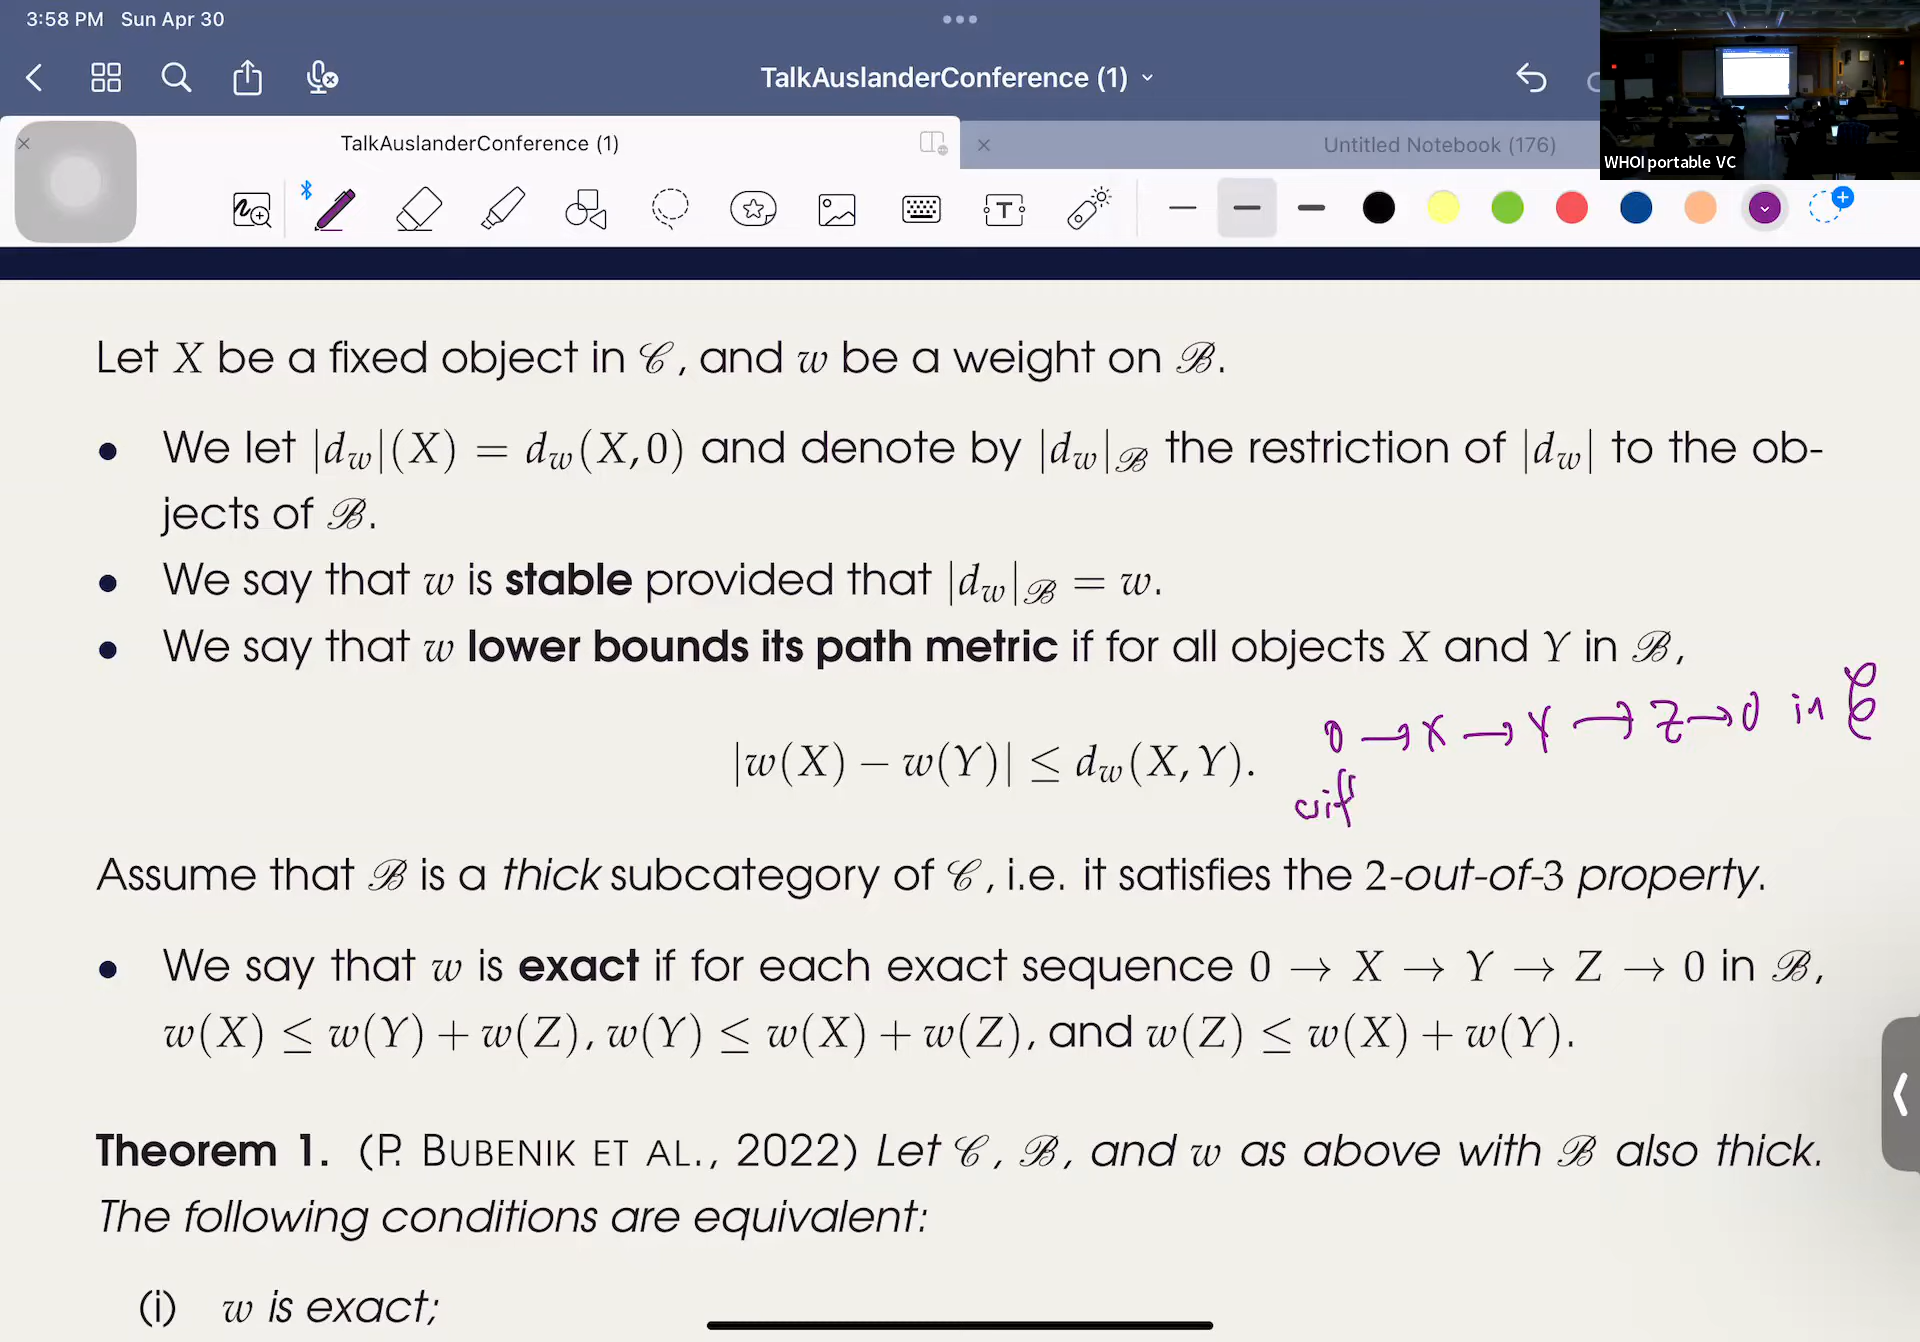 3:58 PM Sun Apr 30
TalkAuslanderConference (1)
TalkAuslanderConference (1)
Untitled Notebook (176)
WHOI portable VC
Let X be a fixed object in 𝒞, and w be a weight on ℬ.
• We let |d_w|(X) = d_w(X,0) and denote by |d_w|_ℬ the restriction of |d_w| to the ob-
jects of ℬ.
• We say that w is stable provided that |d_w|_ℬ = w.
• We say that w lower bounds its path metric if for all objects X and Y in ℬ,
0 → X → Y → Z → 0 in 𝒞
|w(X) − w(Y)| ≤ d_w(X,Y).
Assume that ℬ is a thick subcategory of 𝒞, i.e. it satisfies the 2-out-of-3 property.
• We say that w is exact if for each exact sequence 0 → X → Y → Z → 0 in ℬ,
w(X) ≤ w(Y) + w(Z), w(Y) ≤ w(X) + w(Z), and w(Z) ≤ w(X) + w(Y).
Theorem 1. (P. BUBENIK ET AL., 2022) Let 𝒞, ℬ, and w as above with ℬ also thick.
The following conditions are equivalent:
(i) w is exact;